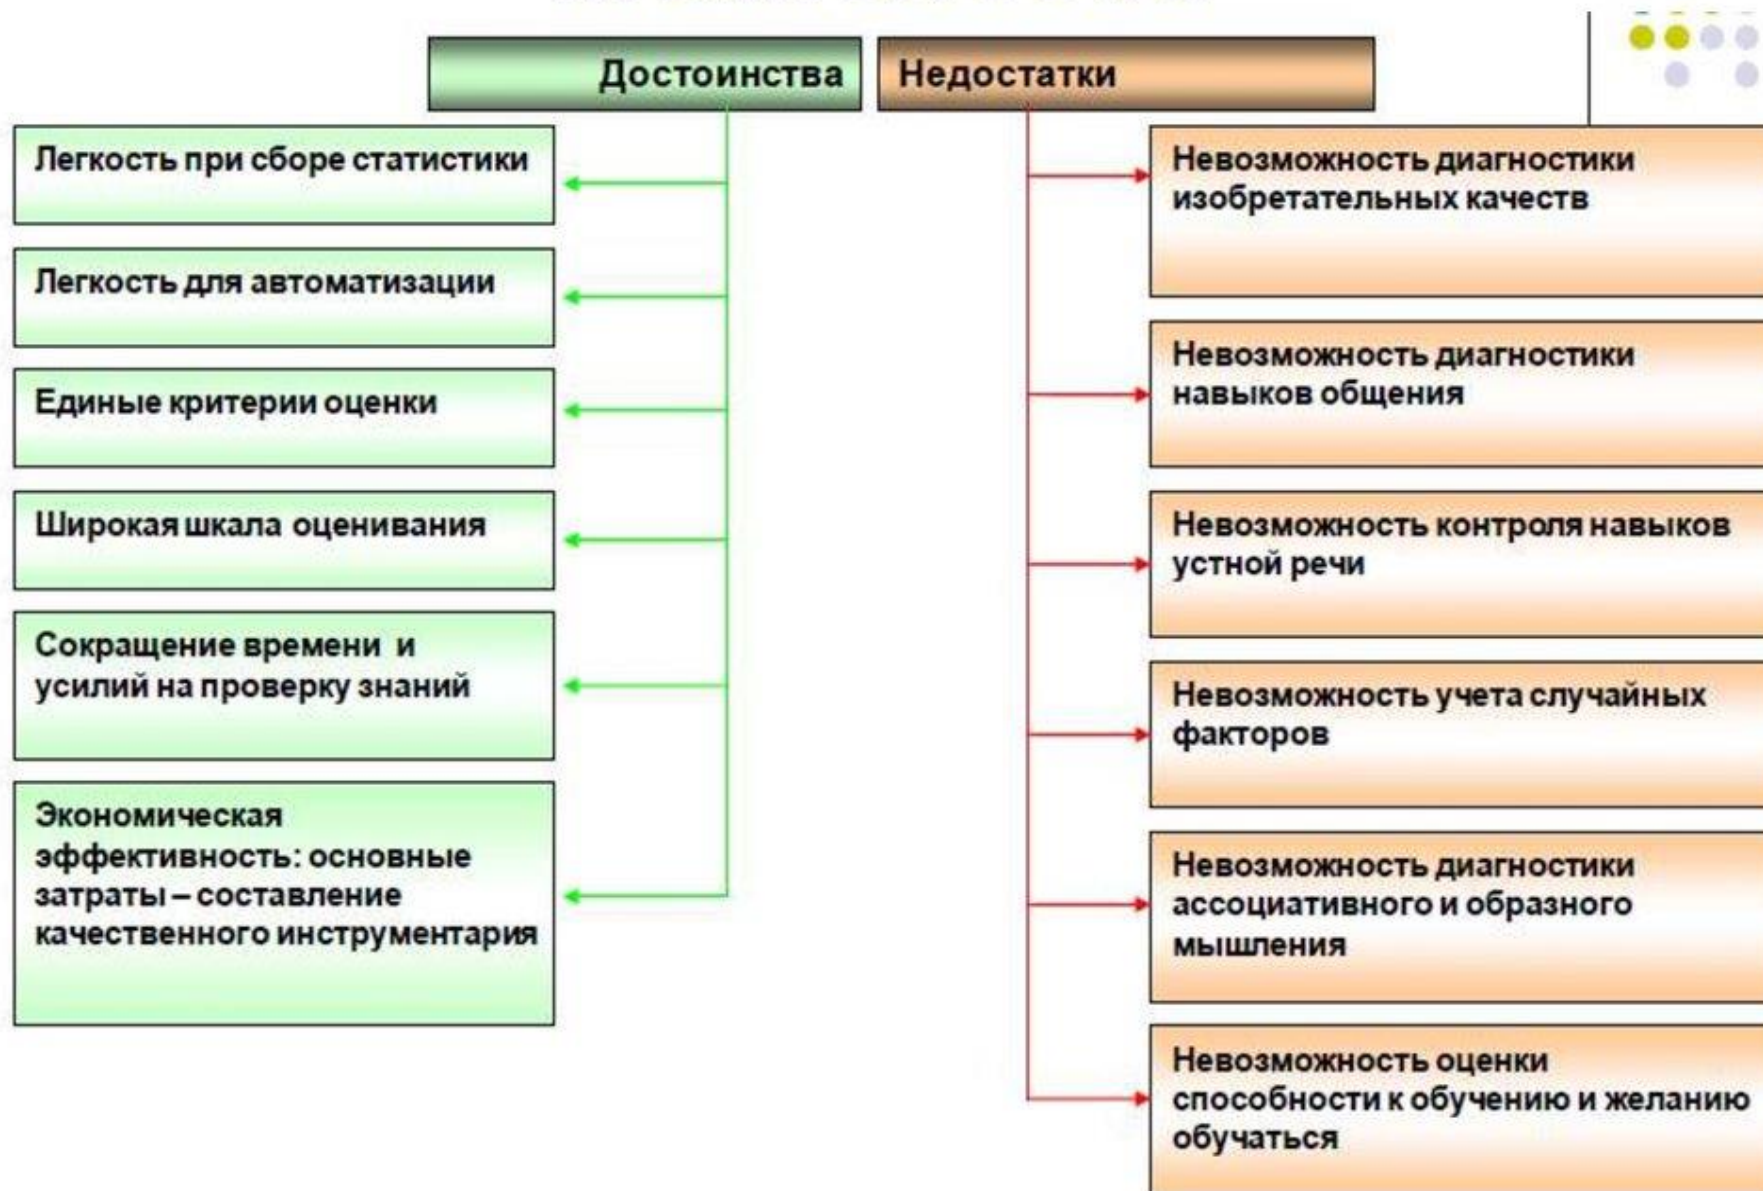 Достоинства
Недостатки
Легкость при сборе статистики
Легкость для автоматизации
Единые критерии оценки
Широкая шкала оценивания
Сокращение времени и
усилий на проверку знаний
Экономическая
эффективность: основные
затраты – составление
качественного инструментария
Невозможность диагностики
изобретательных качеств
Невозможность диагностики
навыков общения
Невозможность контроля навыков
устной речи
Невозможность учета случайных
факторов
Невозможность диагностики
ассоциативного и образного
мышления
Невозможность оценки
способности к обучению и желанию
обучаться